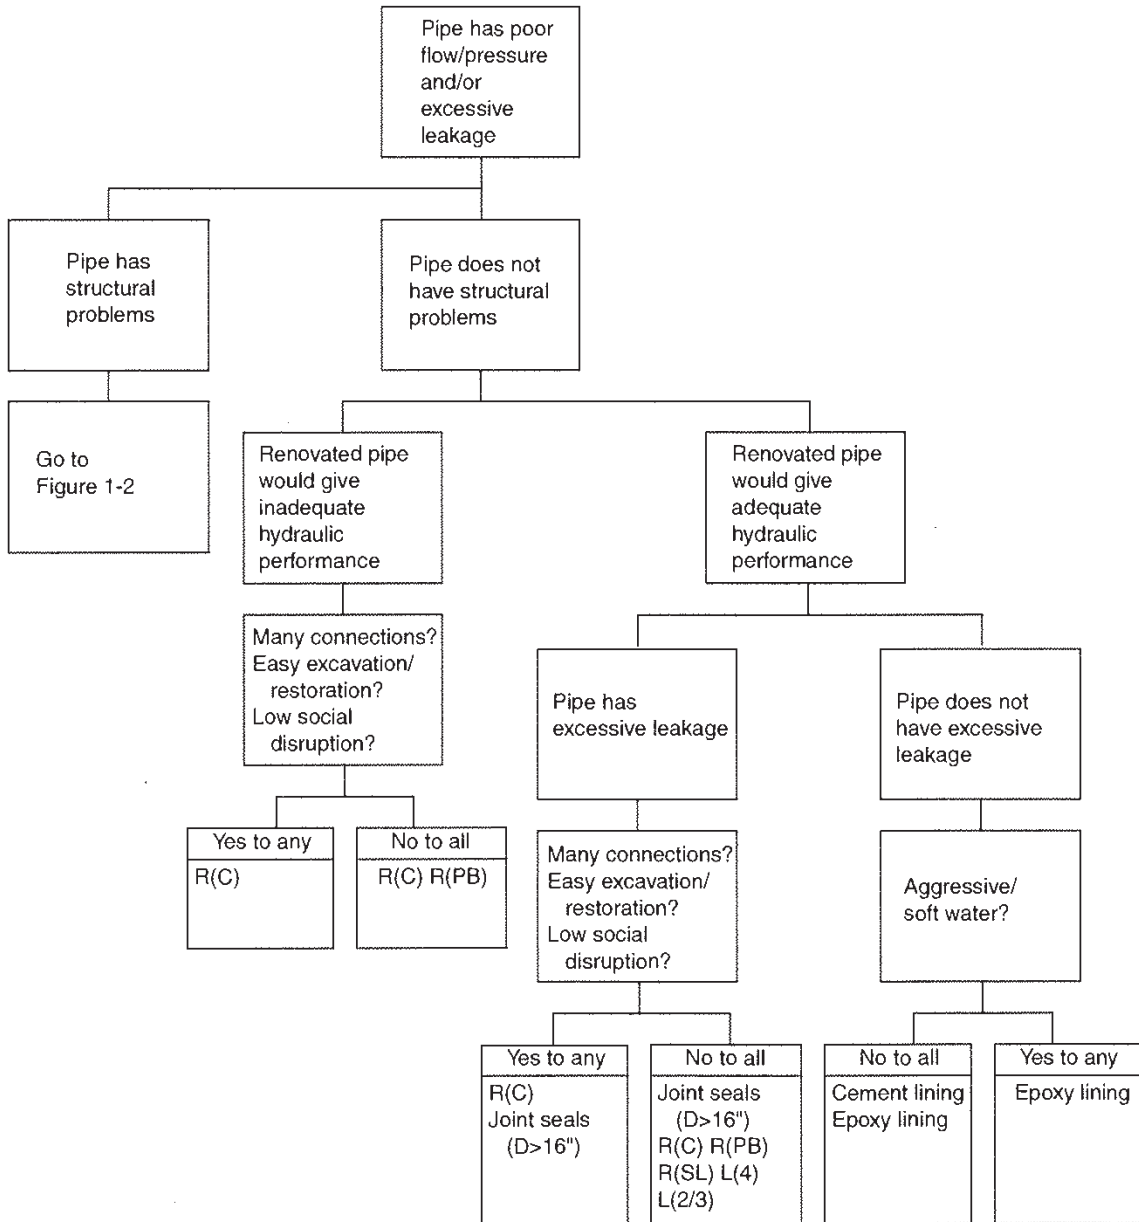 Pipe has poor
flow/pressure
and/or
excessive
leakage
Pipe has
structural
problems
Pipe does not
have structural
problems
Go to
Figure 1-2
Renovated pipe
would give
inadequate
hydraulic
performance
Renovated pipe
would give
adequate
hydraulic
performance
Many connections?
Easy excavation/
restoration?
Low social
disruption?
Pipe has
excessive leakage
Pipe does not
have excessive
leakage
Yes to any
R(C)
No to all
R(C) R(PB)
Many connections?
Easy excavation/
restoration?
Low social
disruption?
Aggressive/
soft water?
Yes to any
R(C)
Joint seals
(D>16")
No to all
Joint seals
(D>16")
R(C) R(PB)
R(SL) L(4)
L(2/3)
No to all
Cement lining
Epoxy lining
Yes to any
Epoxy lining